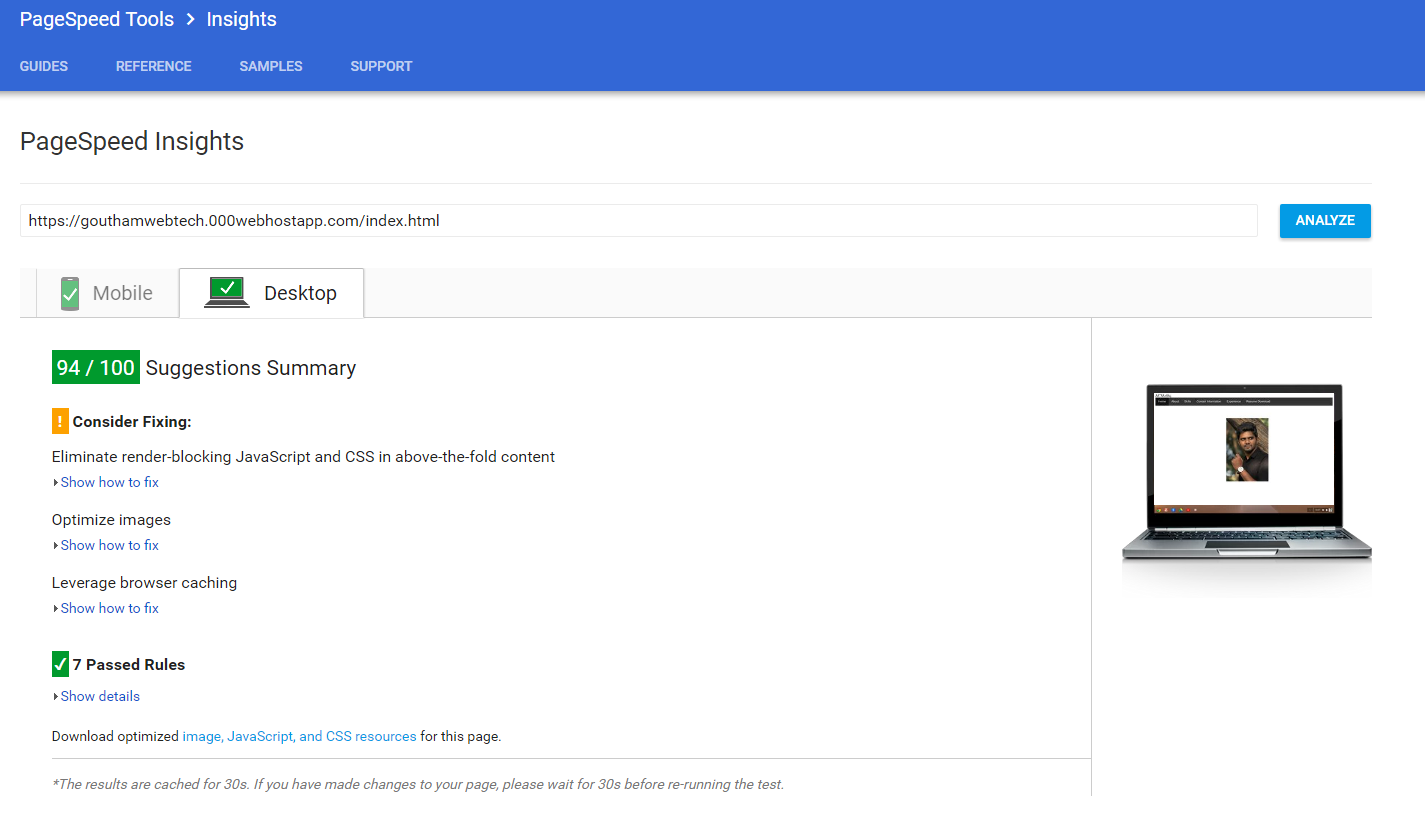 PageSpeed Tools > Insights
GUIDES REFERENCE SAMPLES SUPPORT
PageSpeed Insights
https://gouthamwebtech.000webhostapp.com/index.html ANALYZE
Mobile Desktop
94 / 100 Suggestions Summary
! Consider Fixing:
Eliminate render-blocking JavaScript and CSS in above-the-fold content
Show how to fix
Optimize images
Show how to fix
Leverage browser caching
Show how to fix
7 Passed Rules
Show details
Download optimized image, JavaScript, and CSS resources for this page.
*The results are cached for 30s. If you have made changes to your page, please wait for 30s before re-running the test.